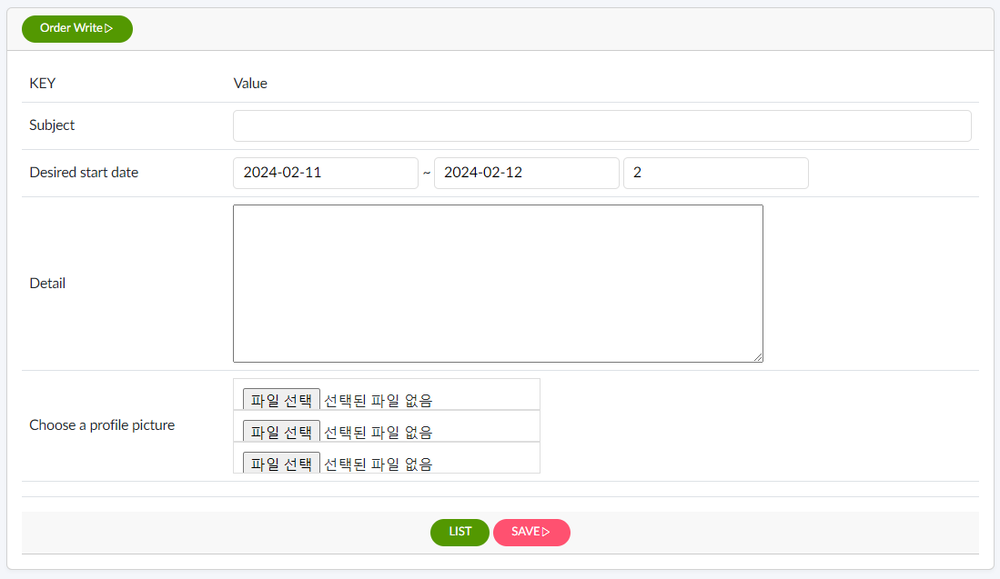 Order Write▷
KEY Value
Subject
Desired start date 2024-02-11 ~ 2024-02-12 2
Detail
Choose a profile picture
파일 선택 선택된 파일 없음
파일 선택 선택된 파일 없음
파일 선택 선택된 파일 없음
LIST SAVE▷